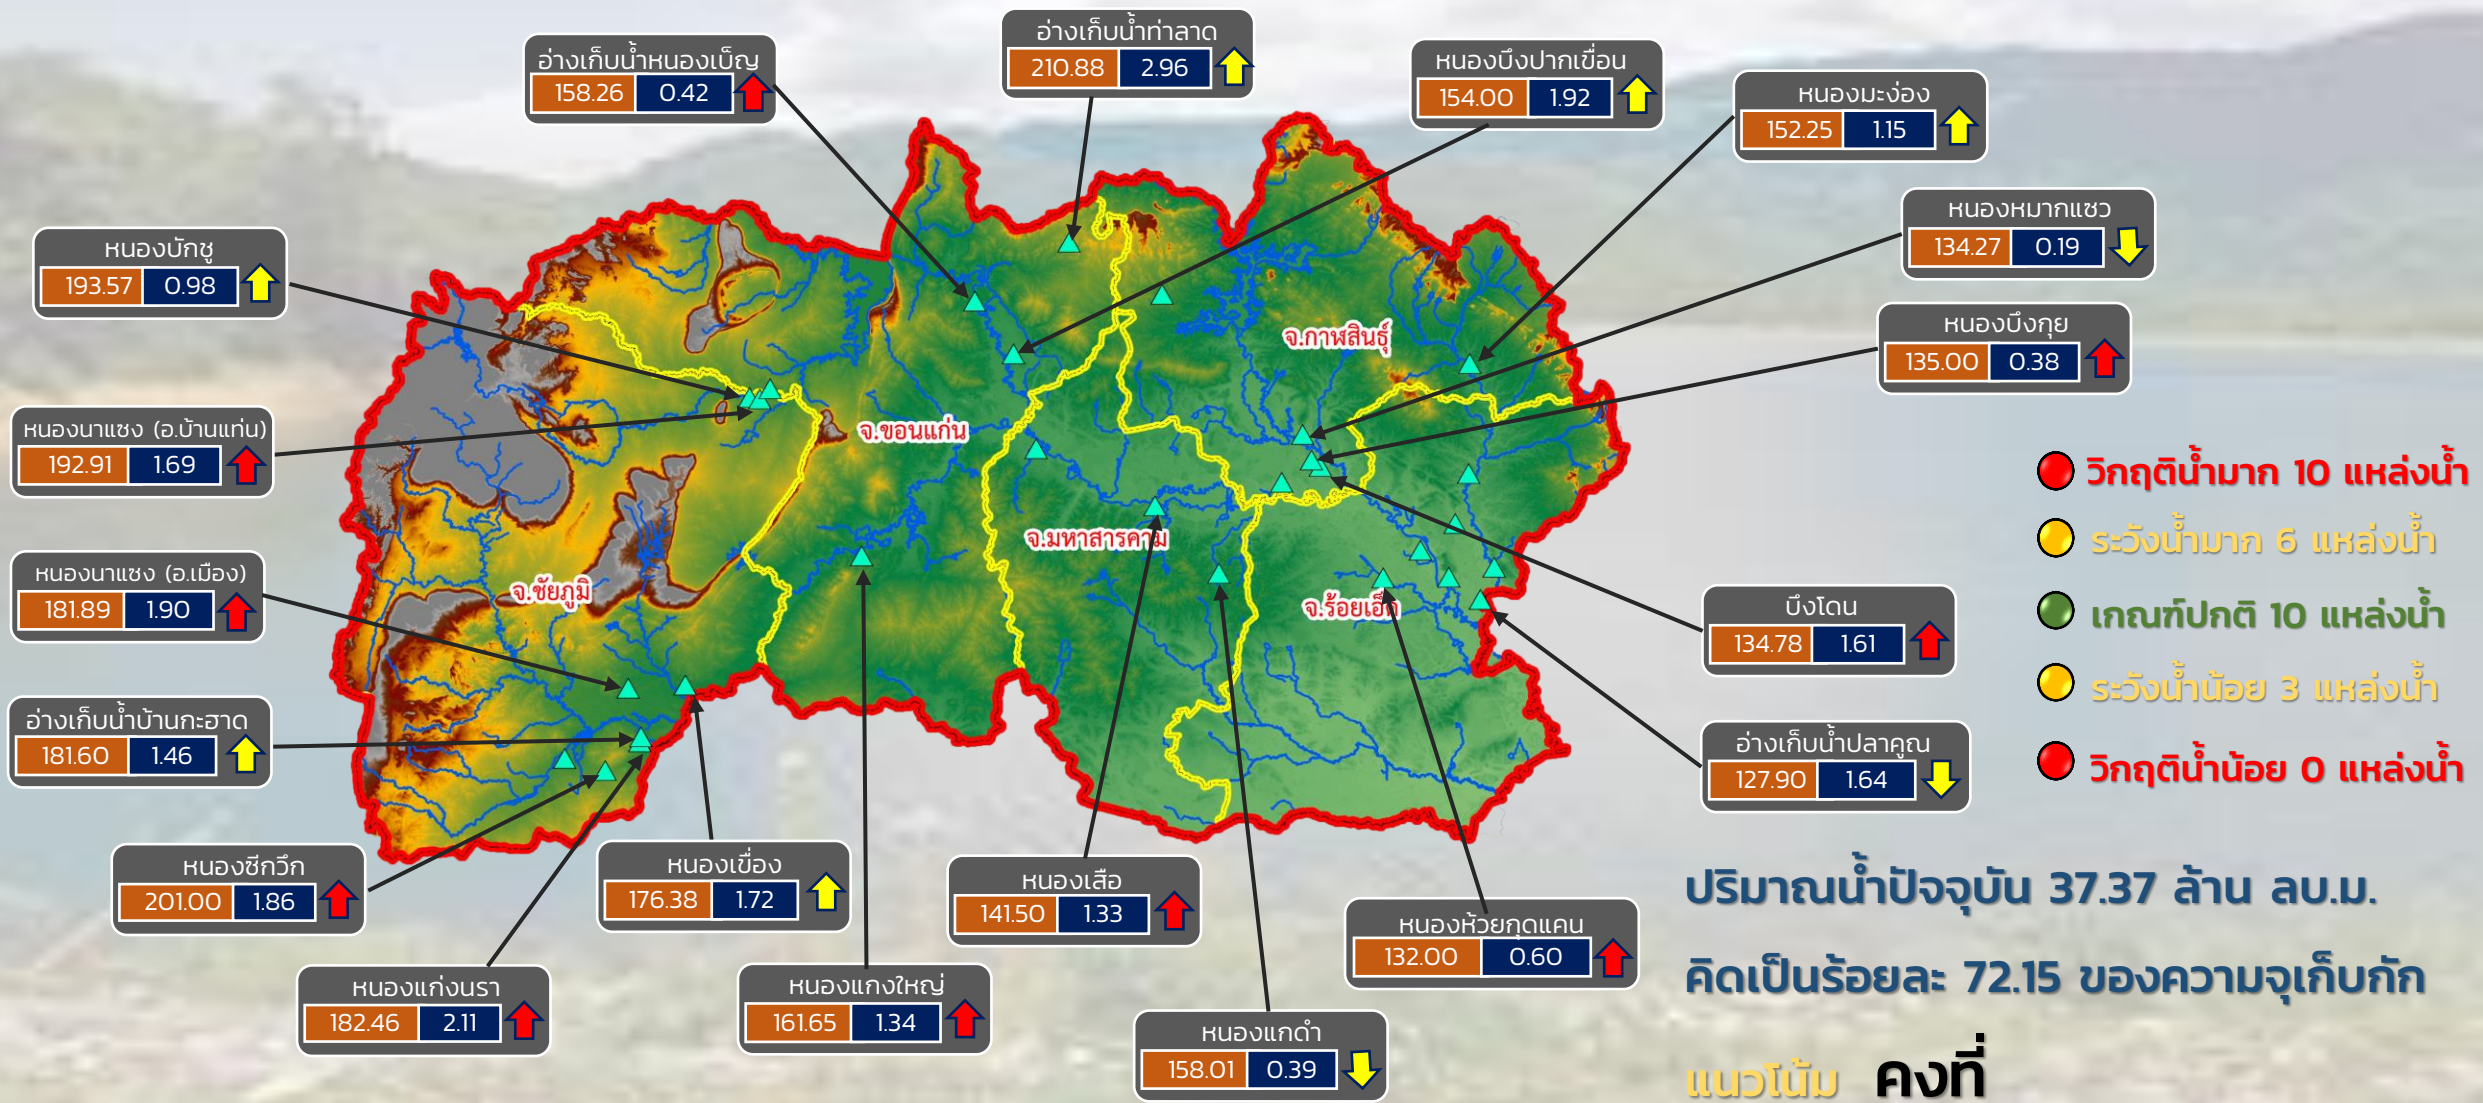 อ่างเก็บน้ำหนองเบ็ญ
158.26 0.42
อ่างเก็บน้ำท่าลาด
210.88 2.96
หนองบึงปากเขื่อน
154.00 1.92
หนองมะง่อง
152.25 1.15
หนองหมากแซว
134.27 0.19
หนองบักชู
193.57 0.98
หนองบึงกุย
135.00 0.38
จ.กาฬสินธุ์
หนองนาแซง (อ.บ้านแท่น)
192.91 1.69
จ.ขอนแก่น
วิกฤติน้ำมาก 10 แหล่งน้ำ
ระวังน้ำมาก 6 แหล่งน้ำ
เกณฑ์ปกติ 10 แหล่งน้ำ
ระวังน้ำน้อย 3 แหล่งน้ำ
วิกฤติน้ำน้อย 0 แหล่งน้ำ
จ.มหาสารคาม
หนองนาแซง (อ.เมือง)
181.89 1.90
จ.ชัยภูมิ
จ.ร้อยเอ็ด
บึงโดน
134.78 1.61
อ่างเก็บน้ำบ้านกะฮาด
181.60 1.46
อ่างเก็บน้ำปลาคูณ
127.90 1.64
หนองซีกวึก
201.00 1.86
หนองเขื่อง
176.38 1.72
หนองเสือ
141.50 1.33
หนองห้วยกุดแคน
132.00 0.60
หนองแก่งนรา
182.46 2.11
หนองแกงใหญ่
161.65 1.34
หนองแกดำ
158.01 0.39
ปริมาณน้ำปัจจุบัน 37.37 ล้าน ลบ.ม.
คิดเป็นร้อยละ 72.15 ของความจุเก็บกัก
แนวโน้ม คงที่